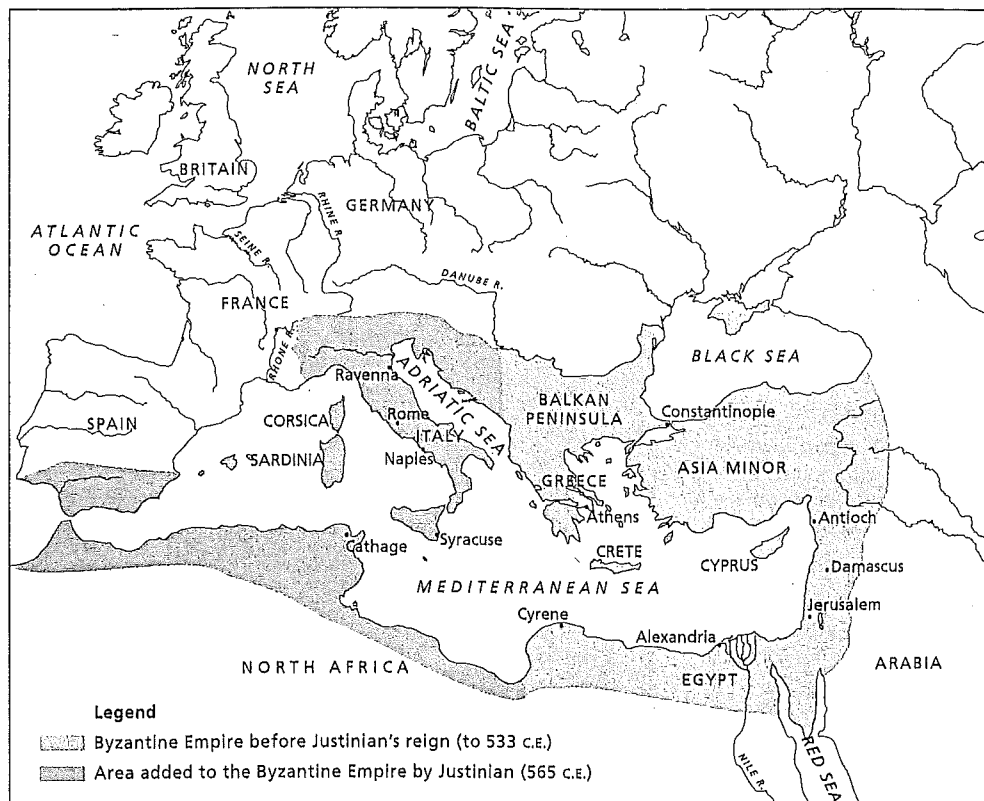 NORTH
SEA
BALTIC SEA
BRITAIN
ATLANTIC
OCEAN
RHINE R.
GERMANY
SEINE R.
DANUBE R.
FRANCE
RHONE R.
BLACK SEA
Ravenna
ADRIATIC SEA
BALKAN
PENINSULA
Constantinople
SPAIN
CORSICA
Rome
ITALY
SARDINIA
Naples
ASIA MINOR
GREECE
Athens
Antioch
Cathage
Syracuse
CRETE
CYPRUS
Damascus
MEDITERRANEAN SEA
Jerusalem
Cyrene
Alexandria
NORTH AFRICA
EGYPT
ARABIA
RED SEA
NILE R.
Legend
Byzantine Empire before Justinian's reign (to 533 C.E.)
Area added to the Byzantine Empire by Justinian (565 C.E.)